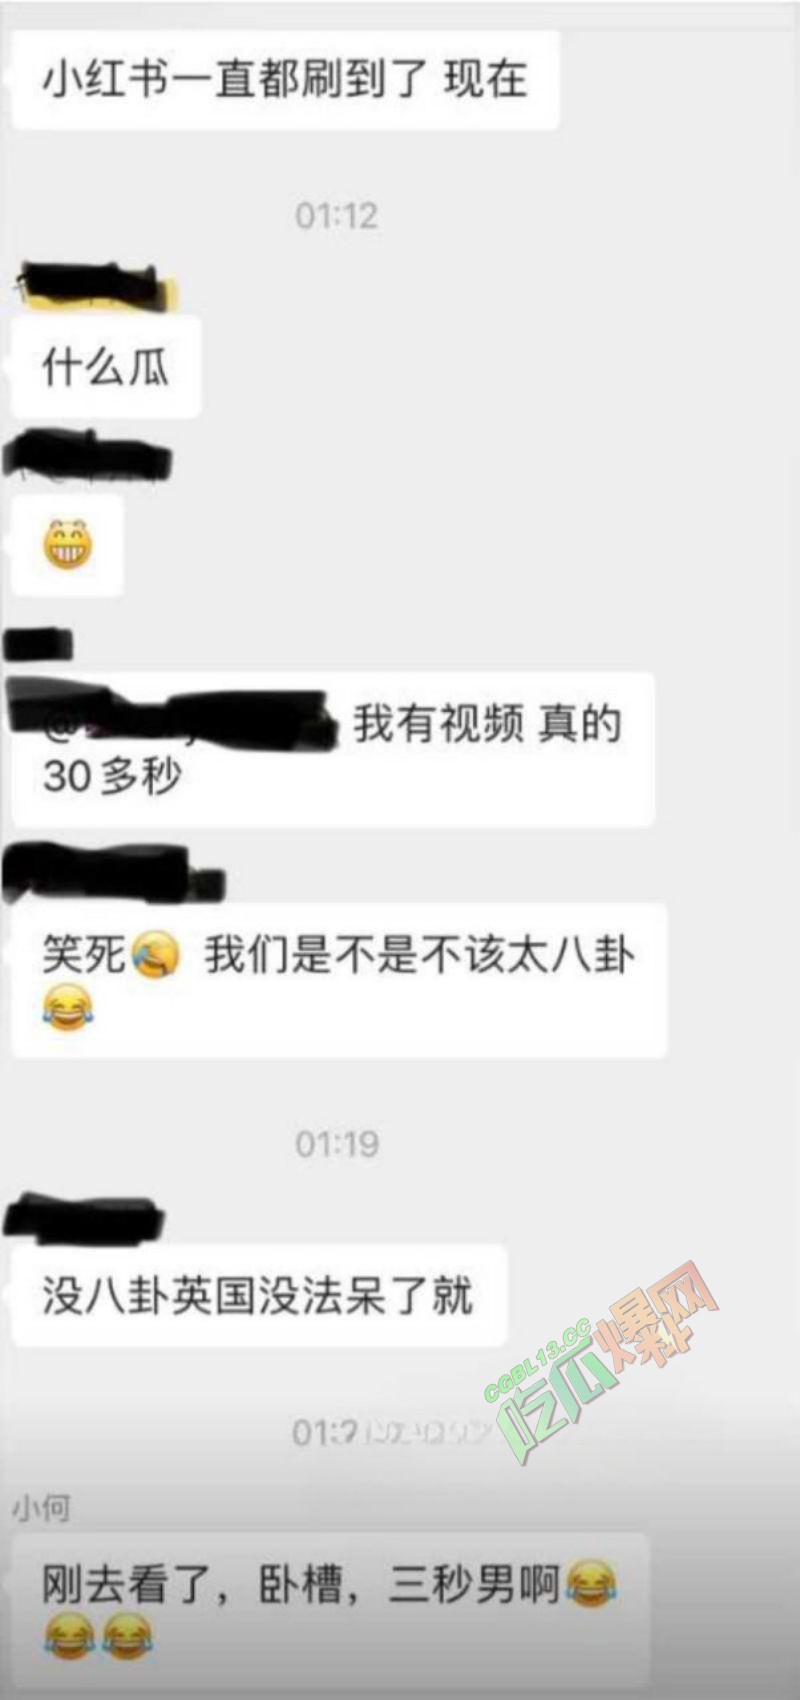 小红书一直都刷到了 现在
01:12
什么瓜
我有视频 真的
30多秒
笑死 我们是不是不该太八卦
01:19
没八卦英国没法呆了就
CGBL13.CC
吃瓜爆料网
小何
刚去看了，卧槽，三秒男啊